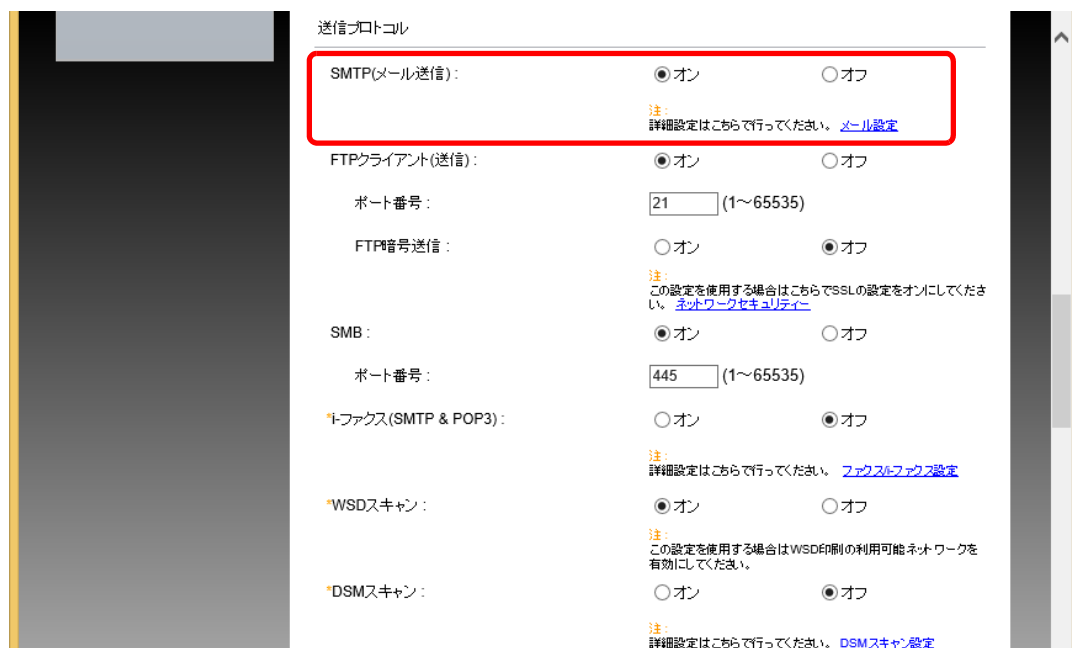 送信プロトコル
SMTP(メール送信) : オン オフ
注 :
詳細設定はこちらで行ってください。 メール設定
FTPクライアント(送信) : オン オフ
ポート番号 : 21 (1～65535)
FTP暗号送信 : オン オフ
注 :
この設定を使用する場合はこちらでSSLの設定をオンにしてくださ
い。 ネットワークセキュリティー
SMB : オン オフ
ポート番号 : 445 (1～65535)
*i-ファクス(SMTP & POP3) : オン オフ
注 :
詳細設定はこちらで行ってください。 ファクス/i-ファクス設定
*WSDスキャン : オン オフ
注 :
この設定を使用する場合はWSD印刷の利用可能ネットワークを
有効にしてください。
*DSMスキャン : オン オフ
注 :
詳細設定はこちらで行ってください。 DSMスキャン設定